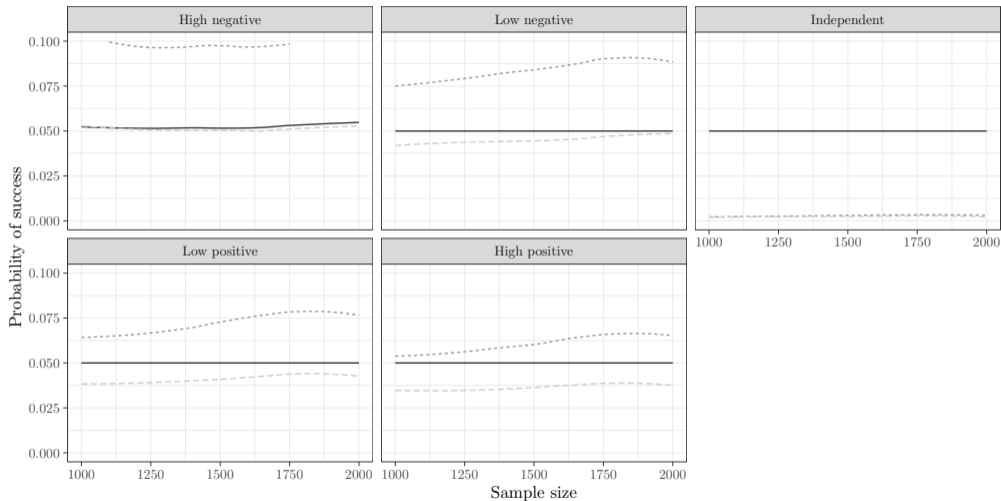 High negative
Low negative
Independent
0.100
0.075
0.050
0.025
0.000
1000 1250 1500 1750 2000
Probability of success
Low positive
High positive
0.100
0.075
0.050
0.025
0.000
1000 1250 1500 1750 2000
1000 1250 1500 1750 2000
Sample size